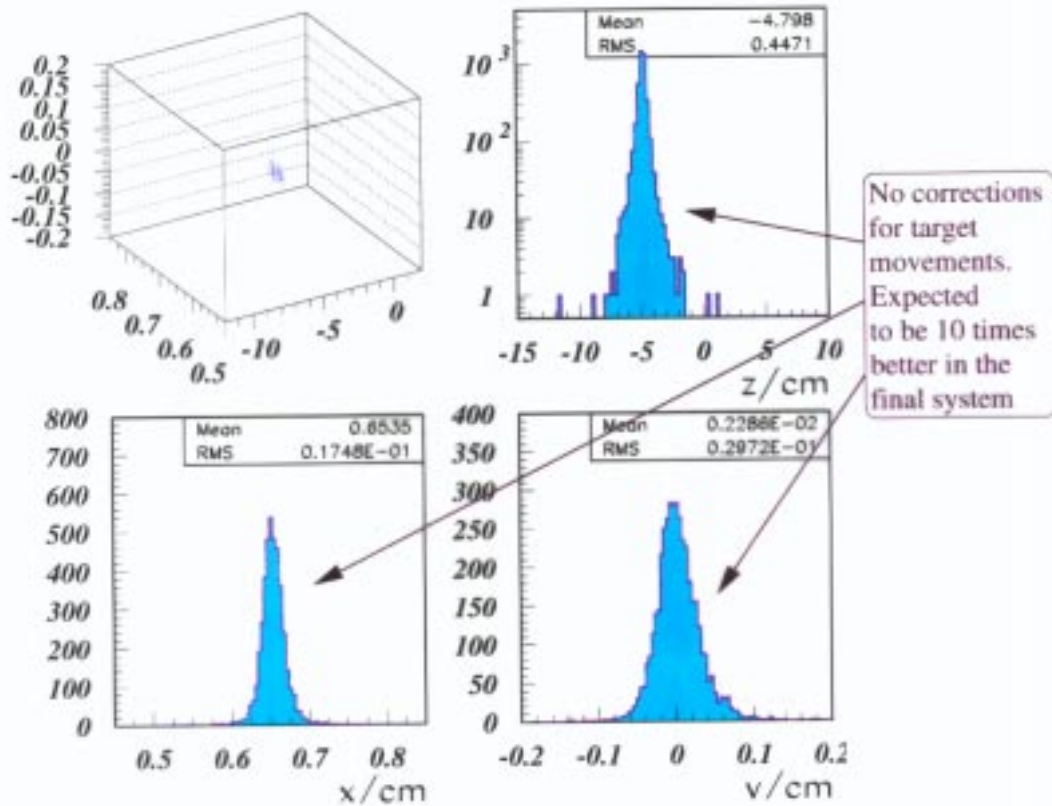 0.2
0.15
0.1
0.05
0
-0.05
-0.1
-0.15
-0.2
0.8
0.7
0.6
0.5
-10
-5
0
Mean -4.798
RMS 0.4471
10^3
10^2
10
1
-15 -10 -5 0 5 10
z/cm
No corrections
for target
movements.
Expected
to be 10 times
better in the
final system
800
700
600
500
400
300
200
100
0
Mean 0.6535
RMS 0.1748E-01
0.5 0.6 0.7 0.8
x/cm
400
350
300
250
200
150
100
50
0
Mean 0.2286E-02
RMS 0.2972E-01
-0.2 -0.1 0 0.1 0.2